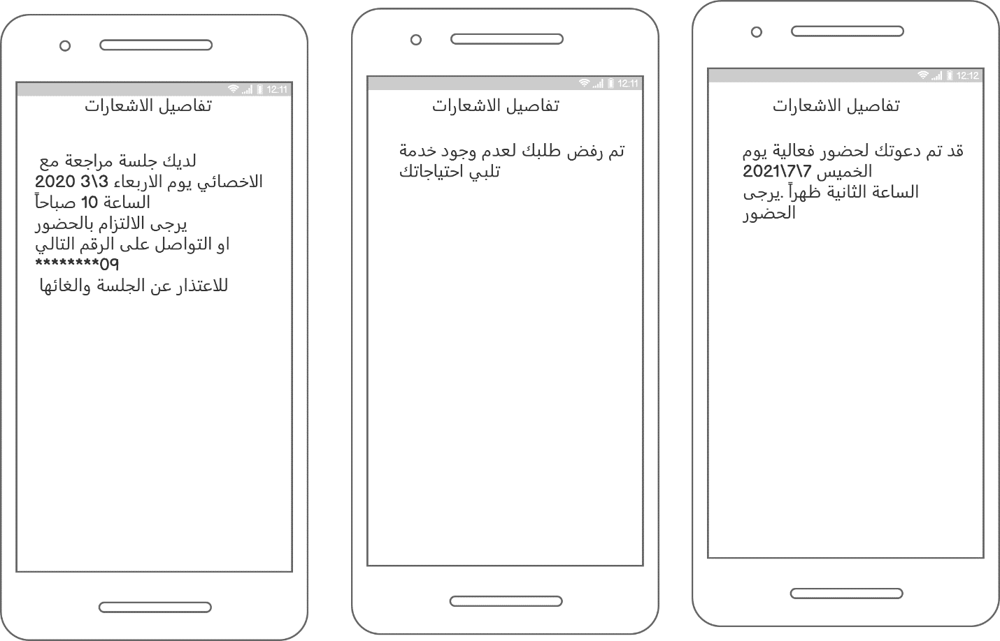 12:11
تفاصيل الاشعارات
لديك جلسة مراجعة مع
الاخصائي يوم الاربعاء 3\3 2020
الساعة 10 صباحاً
يرجى الالتزام بالحضور
او التواصل على الرقم التالي
09********
للاعتذار عن الجلسة والغائها
12:11
تفاصيل الاشعارات
تم رفض طلبك لعدم وجود خدمة
تلبي احتياجاتك
12:12
تفاصيل الاشعارات
قد تم دعوتك لحضور فعالية يوم
الخميس 7\7\2021
الساعة الثانية ظهراً .يرجى
الحضور